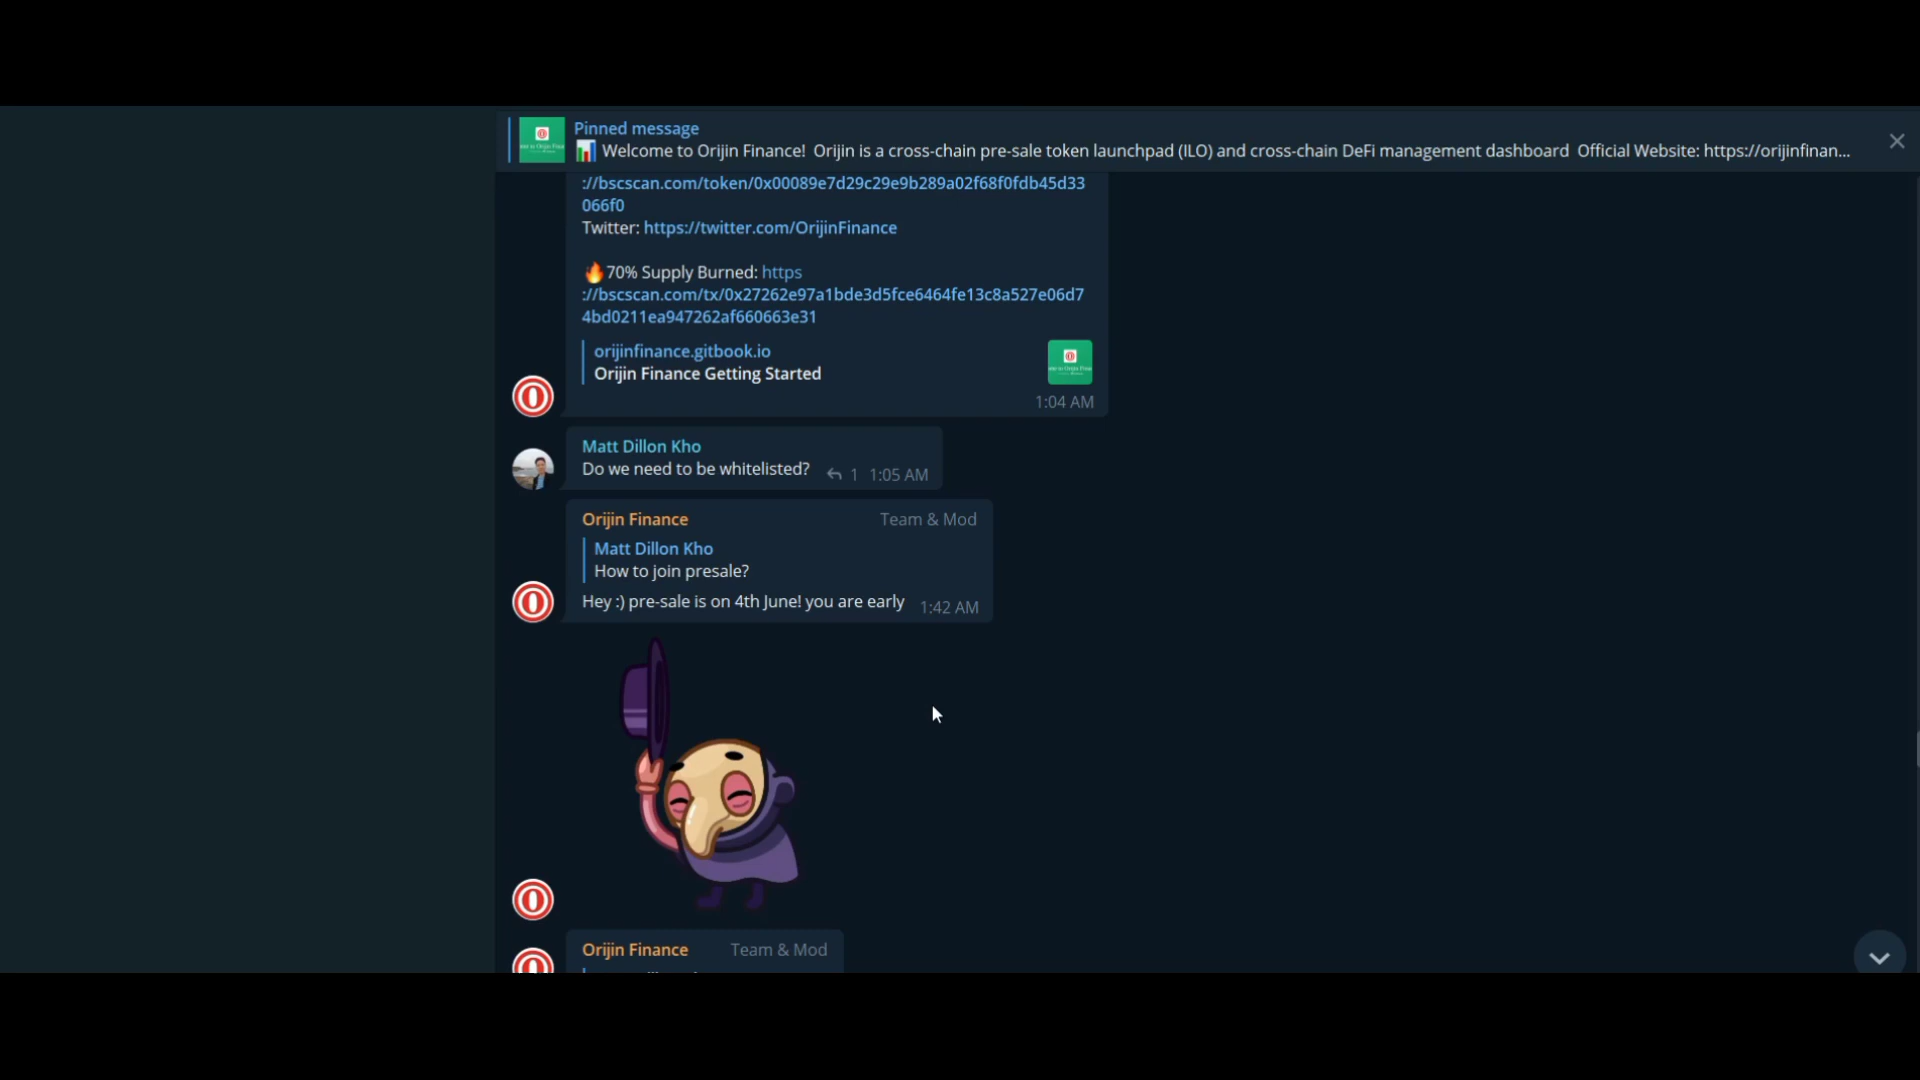 Pinned message
📊 Welcome to Orijin Finance! Orijin is a cross-chain pre-sale token launchpad (ILO) and cross-chain DeFi management dashboard Official Website: https://orijinfinan...
://bscscan.com/token/0x00089e7d29c29e9b289a02f68f0fdb45d33
066f0
Twitter: https://twitter.com/OrijinFinance
🔥70% Supply Burned: https
://bscscan.com/tx/0x27262e97a1bde3d5fce6464fe13c8a527e06d7
4bd0211ea947262af660663e31
orijinfinance.gitbook.io
Orijin Finance Getting Started
1:04 AM
Matt Dillon Kho
Do we need to be whitelisted? 1 1:05 AM
Orijin Finance Team & Mod
Matt Dillon Kho
How to join presale?
Hey :) pre-sale is on 4th June! you are early 1:42 AM
Orijin Finance Team & Mod